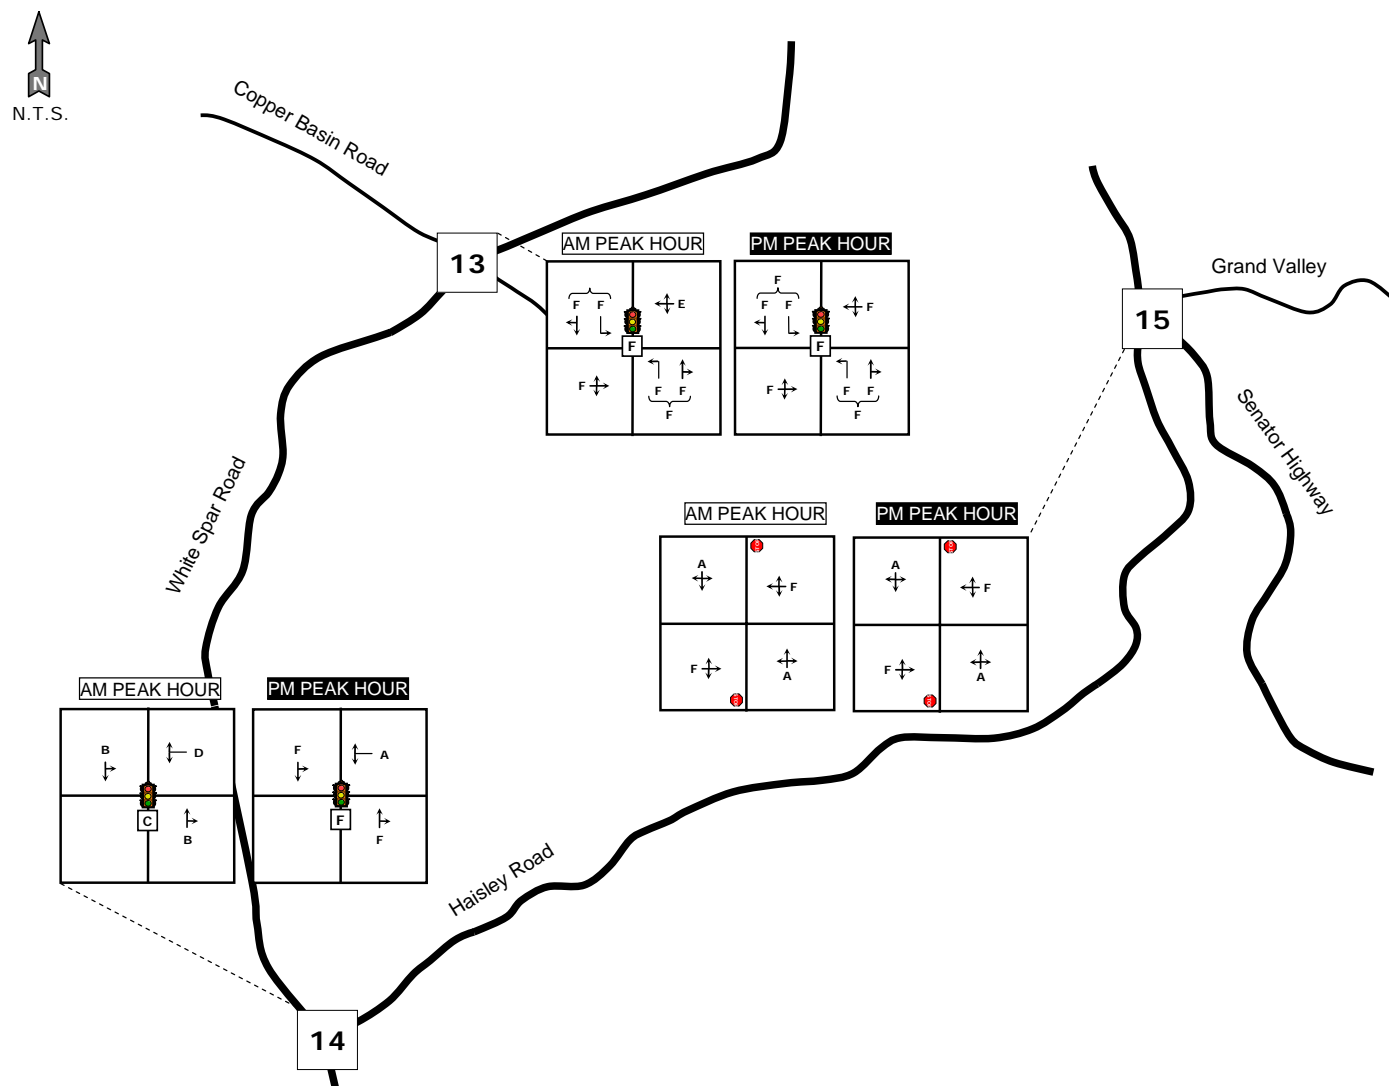 N
N.T.S.
Copper Basin Road
13
AM PEAK HOUR
PM PEAK HOUR
F F
F
E
F
F
F F
F
F
F F
F
F
F
F
F F
F
Grand Valley
15
Senator Highway
White Spar Road
AM PEAK HOUR
PM PEAK HOUR
A
F
F
A
A
F
F
A
AM PEAK HOUR
PM PEAK HOUR
B
D
C
B
F
A
F
F
Haisley Road
14